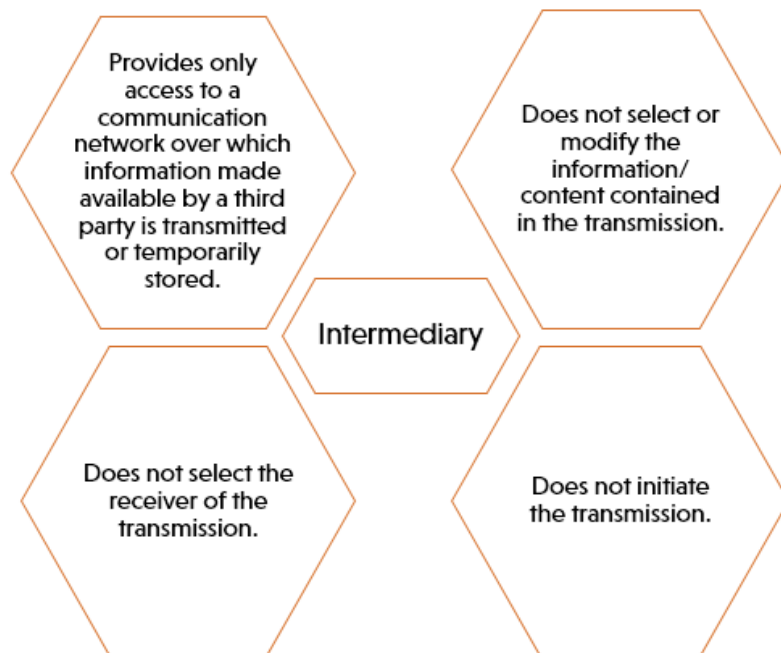 Provides only
access to a
communication
network over which
information made
available by a third
party is transmitted
or temporarily
stored.
Does not select or
modify the
information/
content contained
in the transmission.
Intermediary
Does not select the
receiver of the
transmission.
Does not initiate
the transmission.